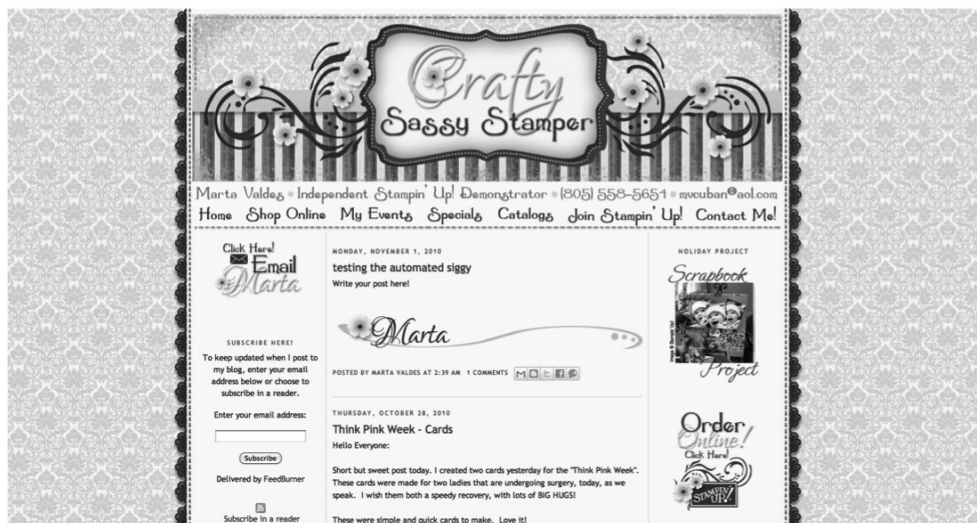 Crafty
Sassy Stamper
Marta Valdes • Independent Stampin' Up! Demonstrator • (805) 558-5654 • mvcuban@aol.com
Home Shop Online My Events Specials Catalogs Join Stampin' Up! Contact Me!
Click Here!
Email
Marta
SUBSCRIBE HERE!
To keep updated when I post to
my blog, enter your email
address below or choose to
subscribe in a reader.
Enter your email address:
Subscribe
Delivered by FeedBurner
Subscribe in a reader
MONDAY, NOVEMBER 1, 2010
testing the automated siggy
Write your post here!
Marta
POSTED BY MARTA VALDES AT 2:39 AM 1 COMMENTS
THURSDAY, OCTOBER 28, 2010
Think Pink Week - Cards
Hello Everyone:
Short but sweet post today. I created two cards yesterday for the "Think Pink Week".
These cards were made for two ladies that are undergoing surgery, today, as we
speak. I wish them both a speedy recovery, with lots of BIG HUGS!
These were simple and quick cards to make. Love it!
HOLIDAY PROJECT
Scrapbook
Project
Order
Online!
Click Here!
STAMPIN' UP!